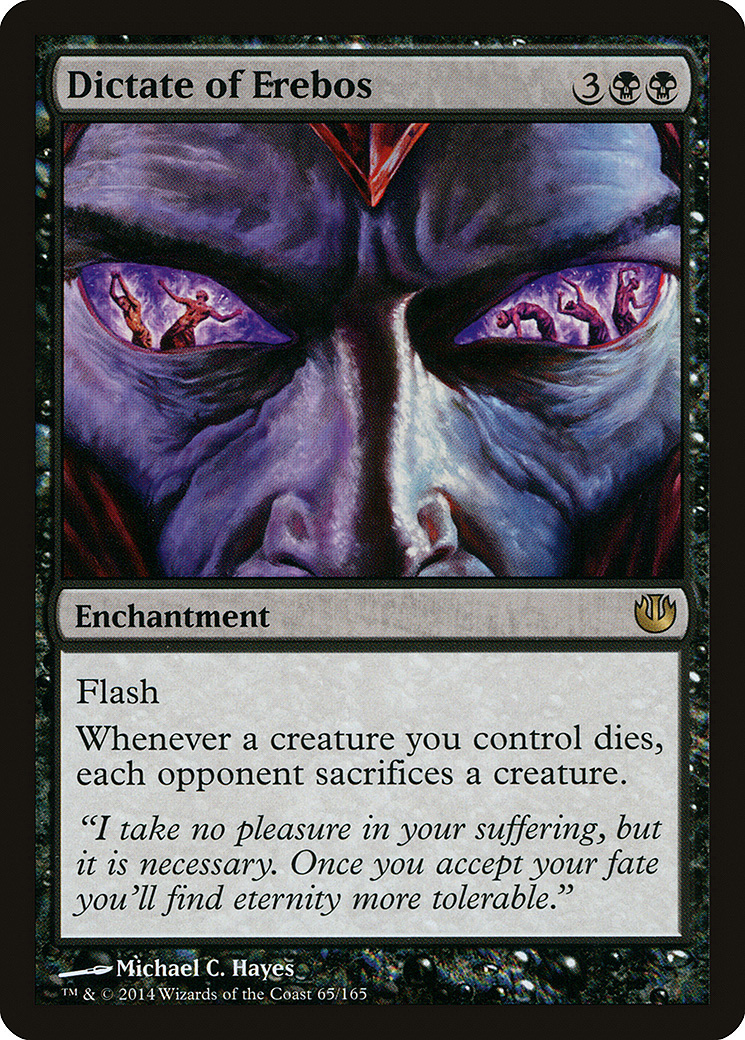 Dictate of Erebos 3
Enchantment
Flash
Whenever a creature you control dies,
each opponent sacrifices a creature.
“I take no pleasure in your suffering, but
it is necessary. Once you accept your fate
you’ll find eternity more tolerable.”
Michael C. Hayes
™ & © 2014 Wizards of the Coast 65/165